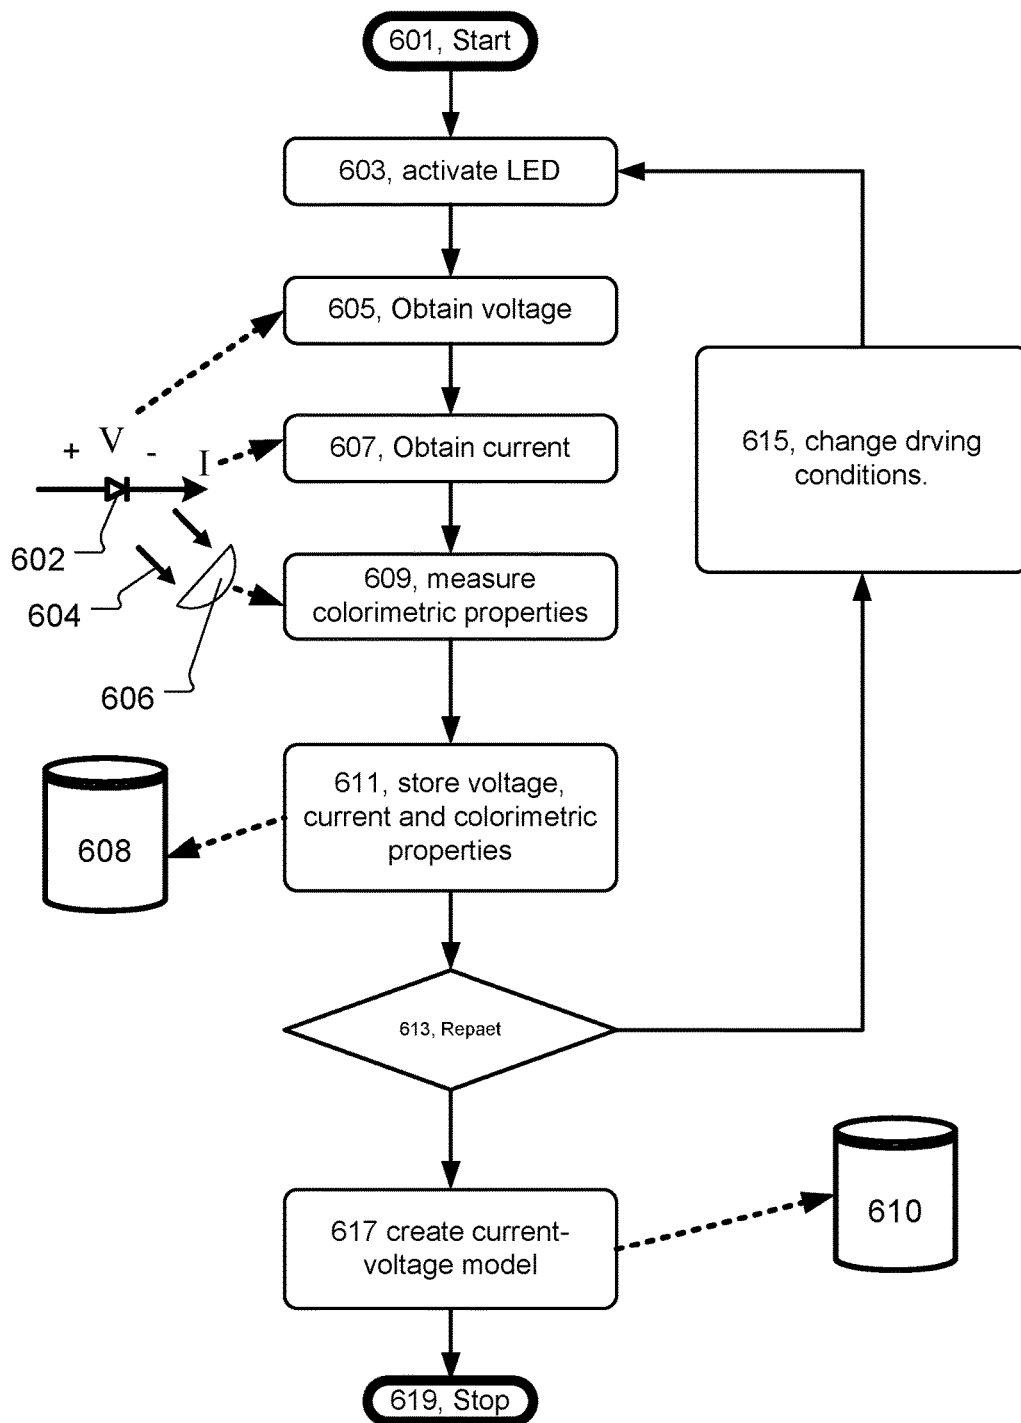 601, Start
603, activate LED
605, Obtain voltage
+ V -
I
607, Obtain current
615, change drving
conditions.
602
604
606
609, measure
colorimetric properties
611, store voltage,
current and colorimetric
properties
608
613, Repaet
610
617 create current-
voltage model
619, Stop